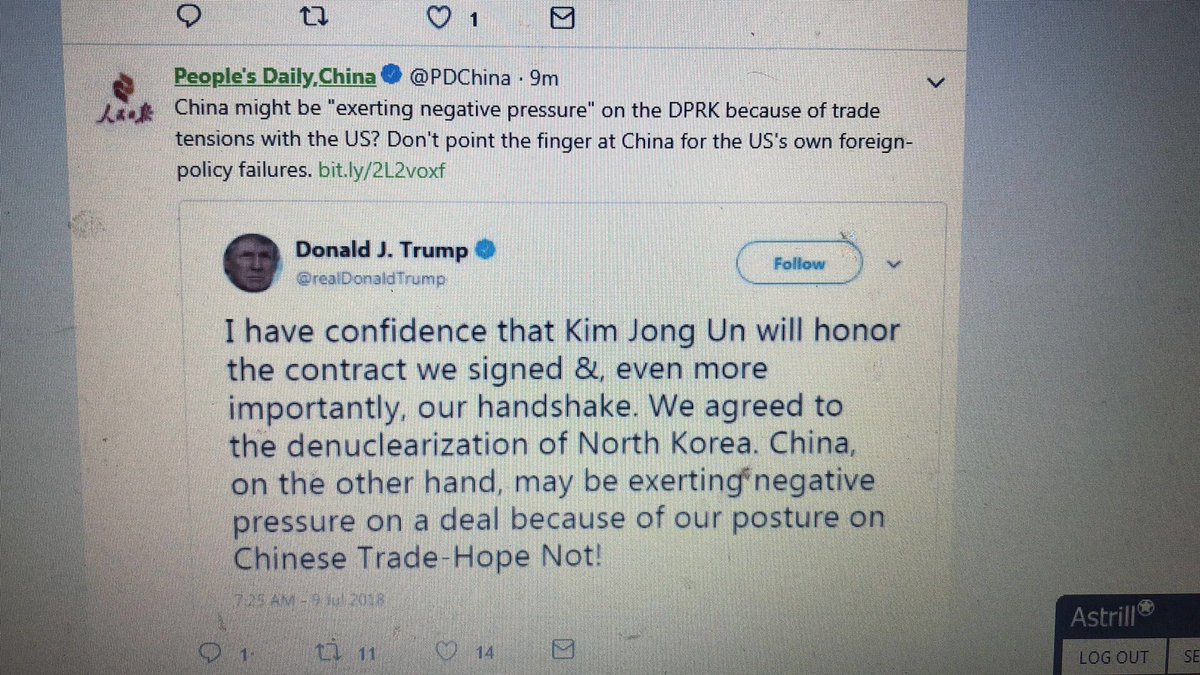 1
People's Daily,China @PDChina · 9m
人民日报
China might be "exerting negative pressure" on the DPRK because of trade
tensions with the US? Don't point the finger at China for the US's own foreign-
policy failures. bit.ly/2L2voxf
Donald J. Trump
@realDonaldTrump
Follow
I have confidence that Kim Jong Un will honor
the contract we signed &, even more
importantly, our handshake. We agreed to
the denuclearization of North Korea. China,
on the other hand, may be exerting negative
pressure on a deal because of our posture on
Chinese Trade-Hope Not!
7:25 AM - 9 Jul 2018
1 11 14
Astrill
LOG OUT SE